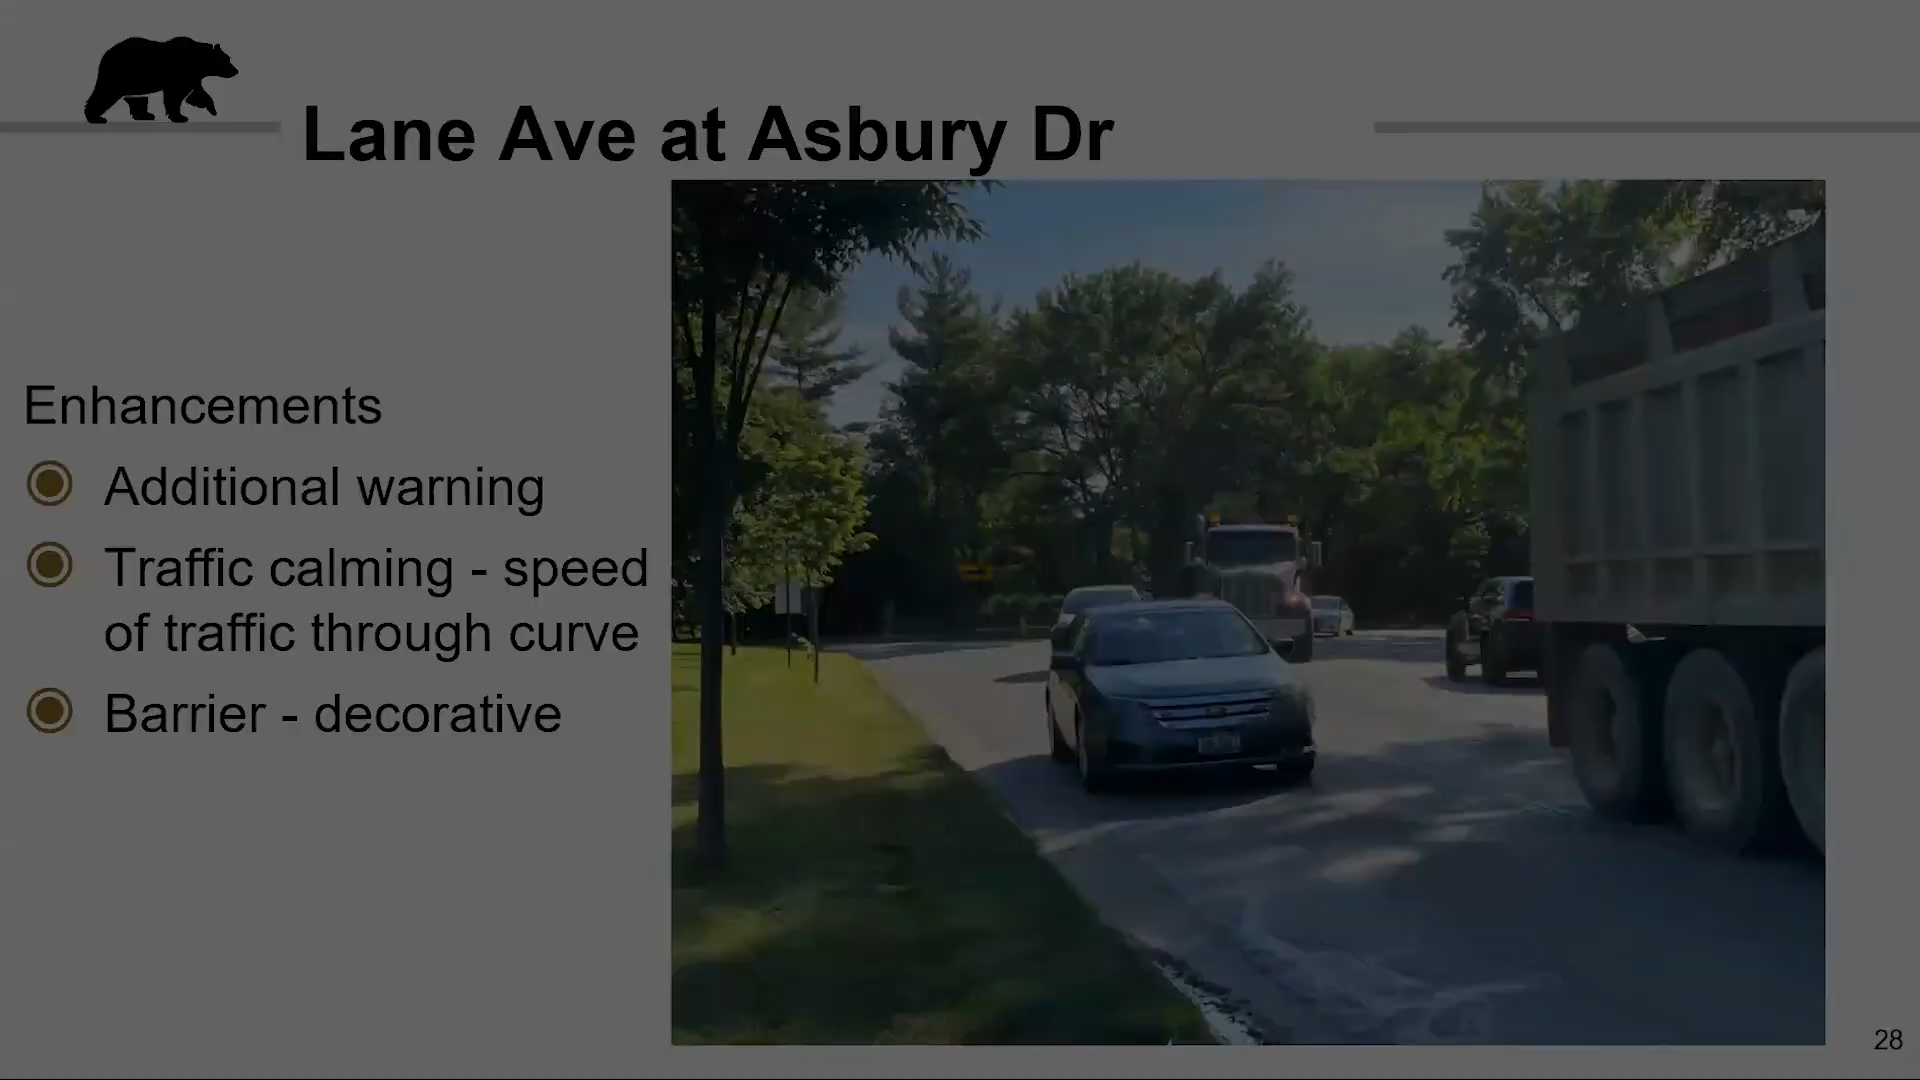 Lane Ave at Asbury Dr
Enhancements
Additional warning
Traffic calming - speed
of traffic through curve
Barrier - decorative
28